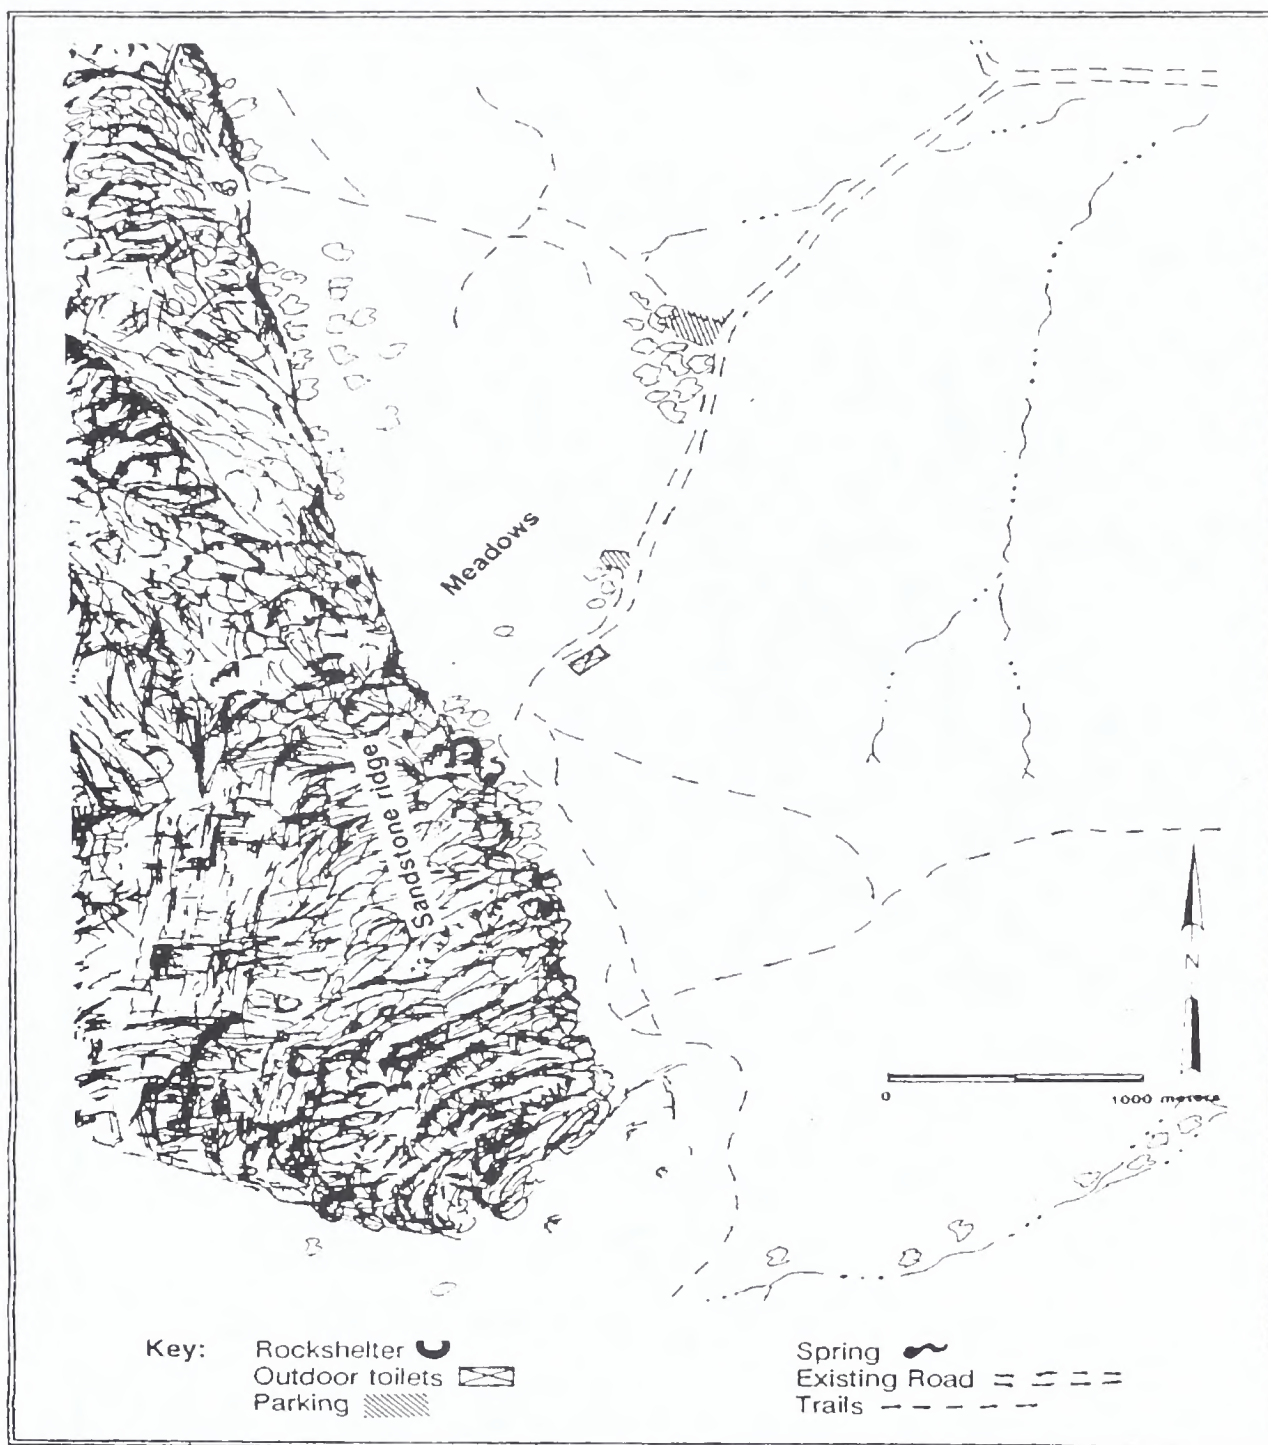 Meadows
Sandstone ridge
N
0 1000 meters
Key:
Rockshelter
Outdoor toilets
Parking
Spring
Existing Road
Trails